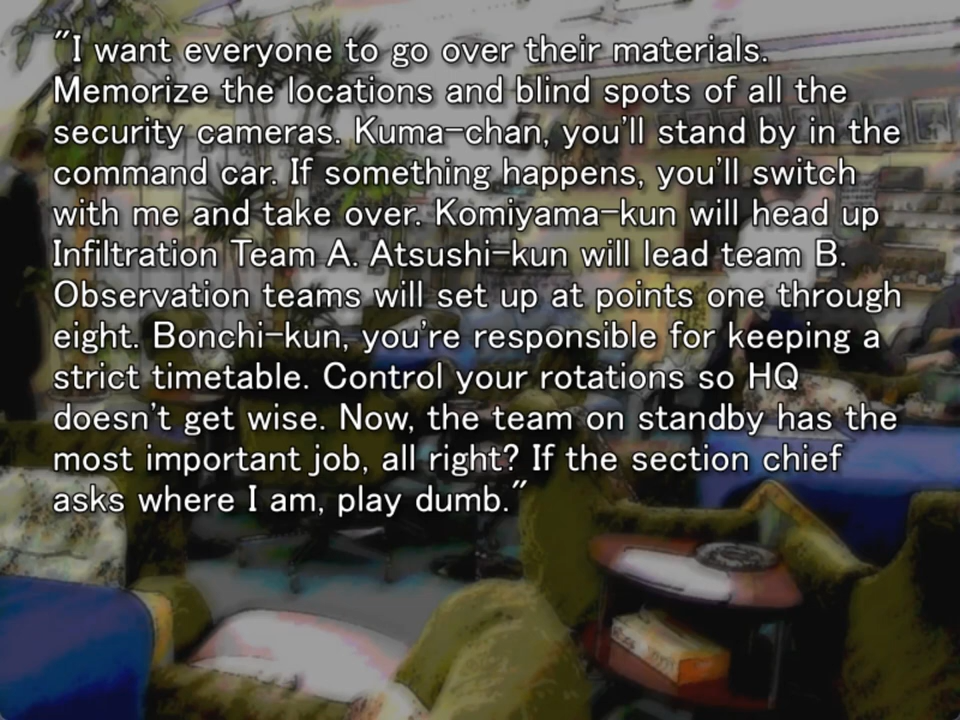 "I want everyone to go over their materials.
Memorize the locations and blind spots of all the
security cameras. Kuma-chan, you'll stand by in the
command car. If something happens, you'll switch
with me and take over. Komiyama-kun will head up
Infiltration Team A. Atsushi-kun will lead team B.
Observation teams will set up at points one through
eight. Bonchi-kun, you're responsible for keeping a
strict timetable. Control your rotations so HQ
doesn't get wise. Now, the team on standby has the
most important job, all right? If the section chief
asks where I am, play dumb."